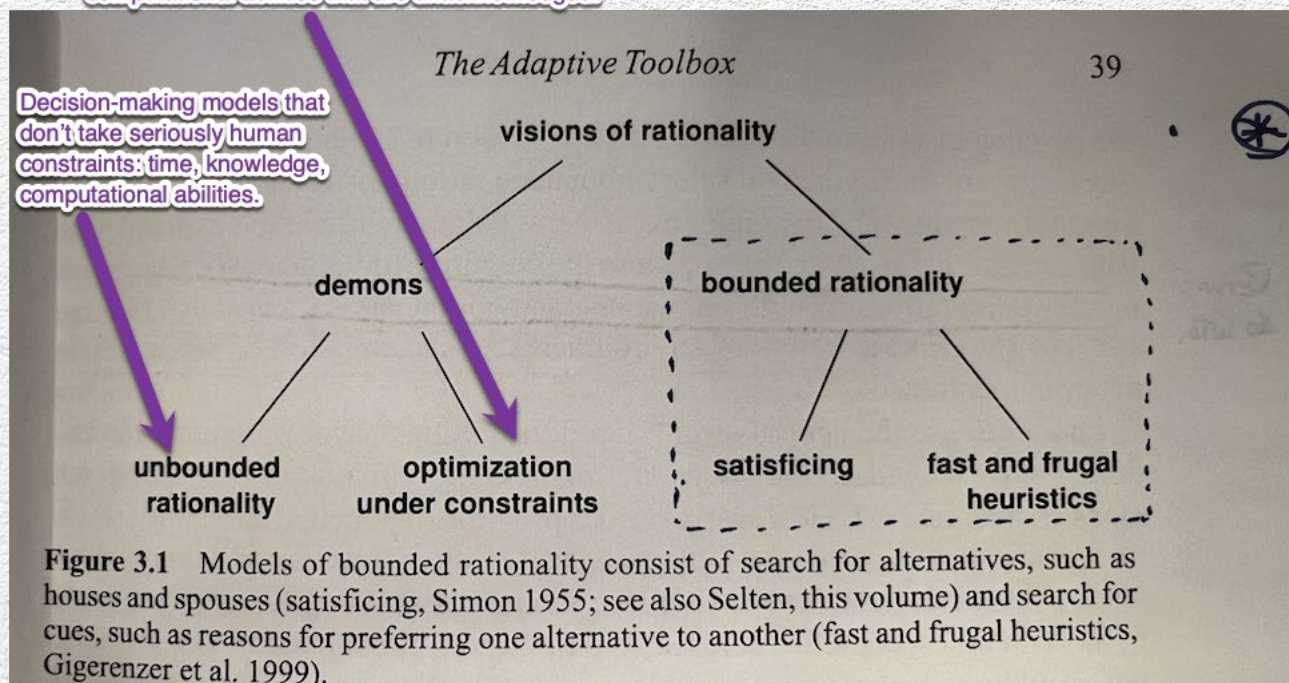 The Adaptive Toolbox 39
Decision-making models that
don't take seriously human
constraints: time, knowledge,
computational abilities.
visions of rationality
demons
bounded rationality
unbounded
rationality
optimization
under constraints
satisficing
fast and frugal
heuristics
Figure 3.1 Models of bounded rationality consist of search for alternatives, such as
houses and spouses (satisficing, Simon 1955; see also Selten, this volume) and search for
cues, such as reasons for preferring one alternative to another (fast and frugal heuristics,
Gigerenzer et al. 1999).